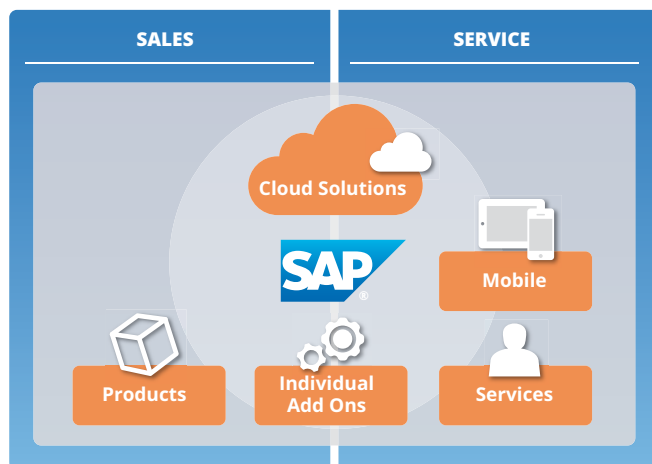 SALES
SERVICE
Cloud Solutions
SAP®
Mobile
Products
Individual
Add Ons
Services